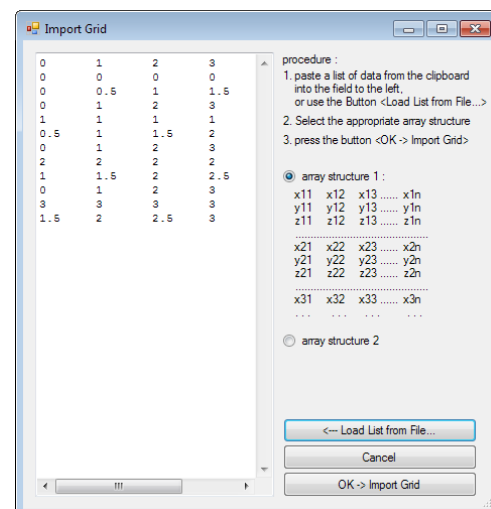 Import Grid
0 1 2 3
0 0 0 0
0 0.5 1 1.5
0 1 2 3
1 1 1 1
0.5 1 1.5 2
0 1 2 3
2 2 2 2
1 1.5 2 2.5
0 1 2 3
3 3 3 3
1.5 2 2.5 3
procedure :
1. paste a list of data from the clipboard
into the field to the left,
or use the Button <Load List from File...>
2. Select the appropriate array structure
3. press the button <OK -> Import Grid>
array structure 1 :
x11 x12 x13 ...... x1n
y11 y12 y13 ...... y1n
z11 z12 z13 ...... z1n
..................................................
x21 x22 x23 ...... x2n
y21 y22 y23 ...... y2n
z21 z22 z23 ...... z2n
..................................................
x31 x32 x33 ...... x3n
. . . . . . . . . . . .
array structure 2
<--- Load List from File...
Cancel
OK -> Import Grid